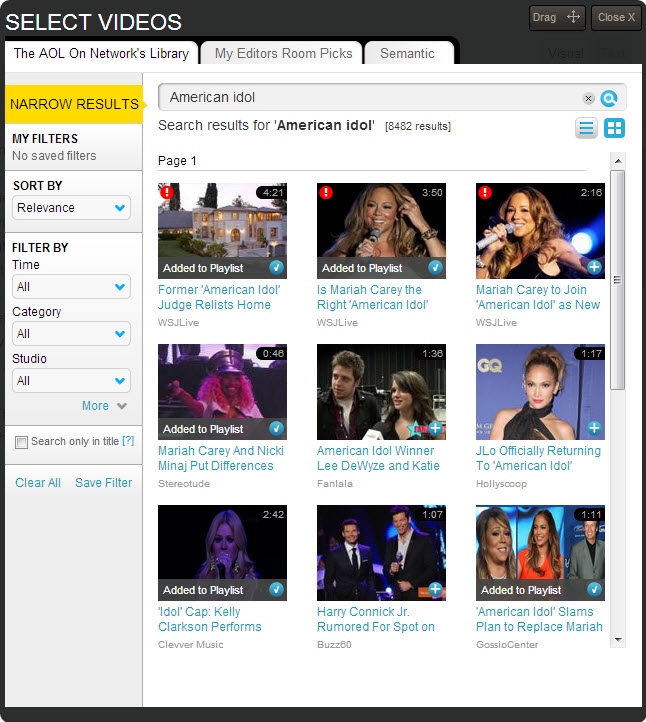 SELECT VIDEOS
Drag
Close X
The AOL On Network's Library
My Editors Room Picks
Semantic
Visual
Text
NARROW RESULTS
MY FILTERS
No saved filters
SORT BY
Relevance
FILTER BY
Time
All
Category
All
Studio
All
More
Search only in title [?]
Clear All
Save Filter
American idol
Search results for 'American idol' [8482 results]
Page 1
4:21
Added to Playlist
Former 'American Idol'
Judge Relists Home
WSJLive
3:50
Added to Playlist
Is Mariah Carey the
Right 'American Idol'
WSJLive
2:16
Mariah Carey to Join
'American Idol' as New
WSJLive
0:46
Added to Playlist
Mariah Carey And Nicki
Minaj Put Differences
Stereotude
1:36
American Idol Winner
Lee DeWyze and Katie
Fanlala
GQ
1:17
JLo Officially Returning
To 'American Idol'
Hollyscoop
2:42
Added to Playlist
'Idol' Cap: Kelly
Clarkson Performs
Clevver Music
1:07
Harry Connick Jr.
Rumored For Spot on
Buzz60
1:11
Added to Playlist
'American Idol' Slams
Plan to Replace Mariah
GossipCenter